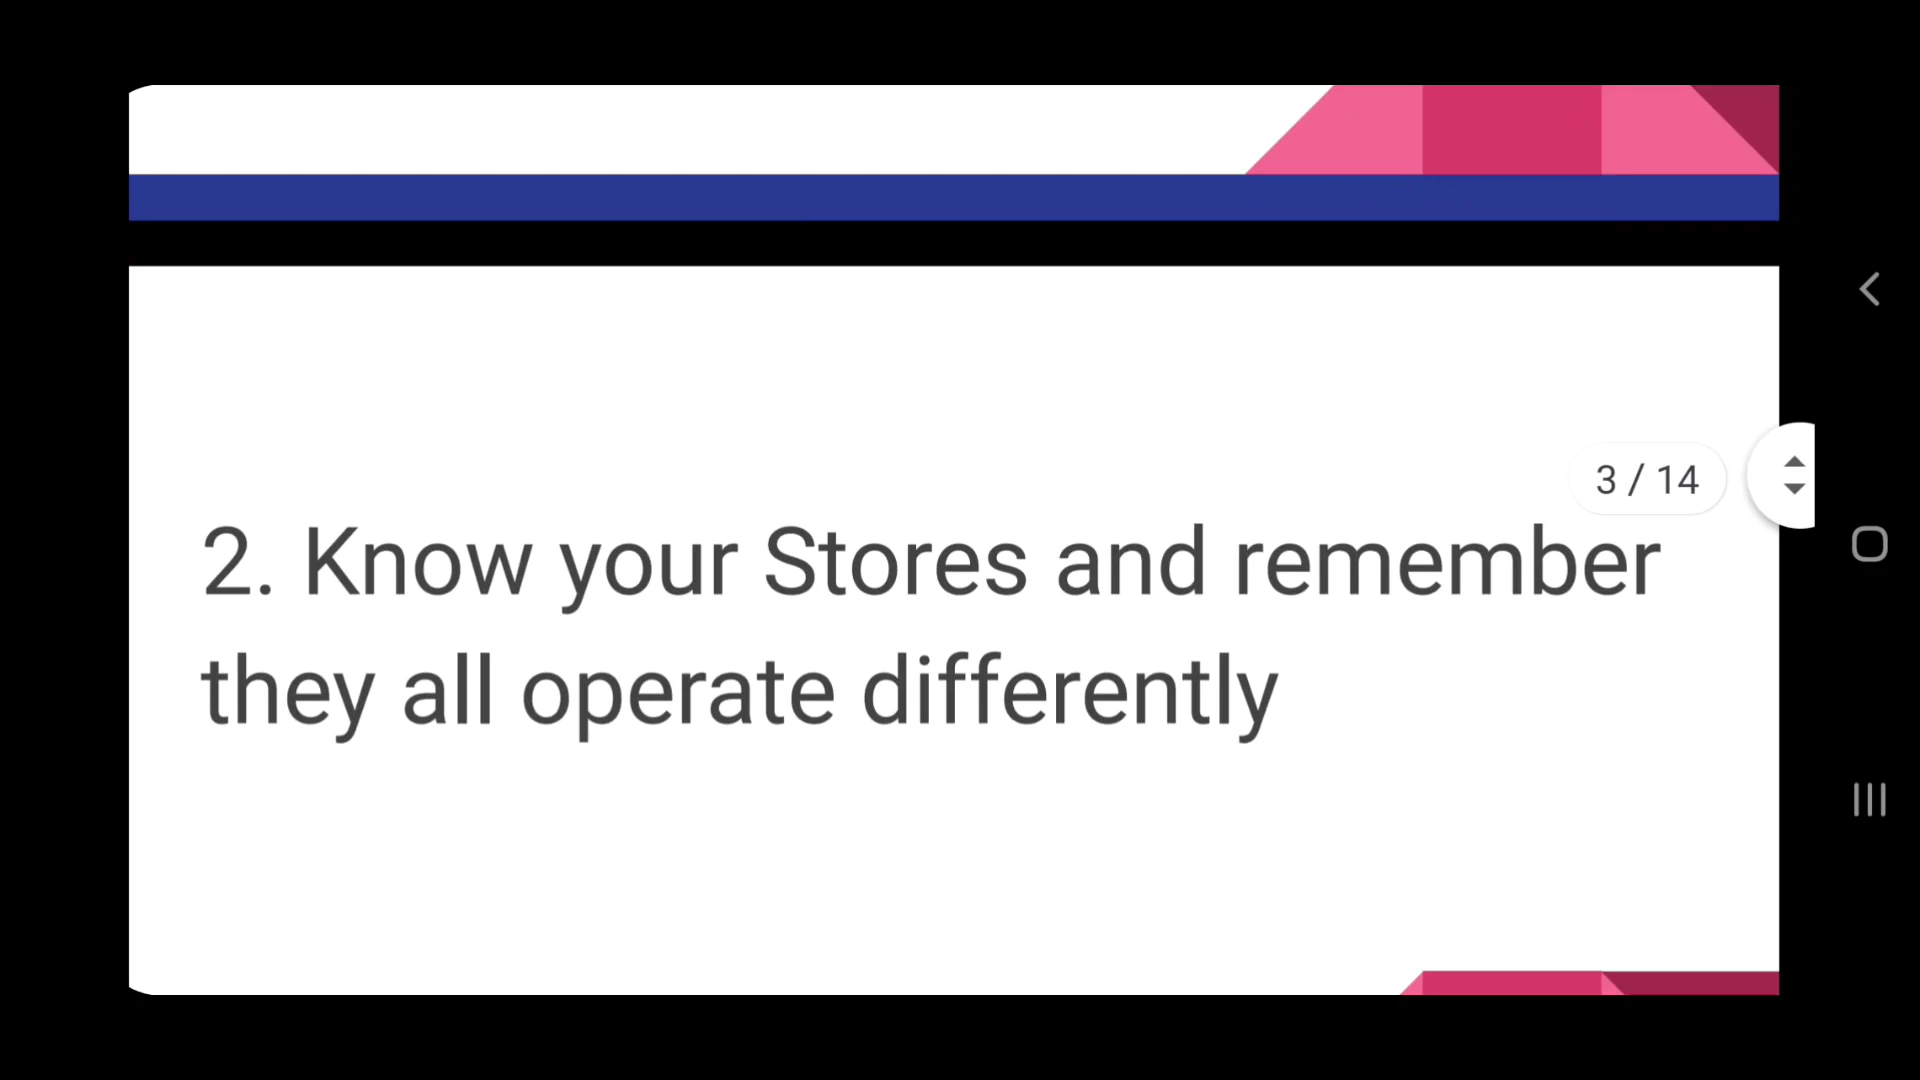 3 / 14
2. Know your Stores and remember
they all operate differently